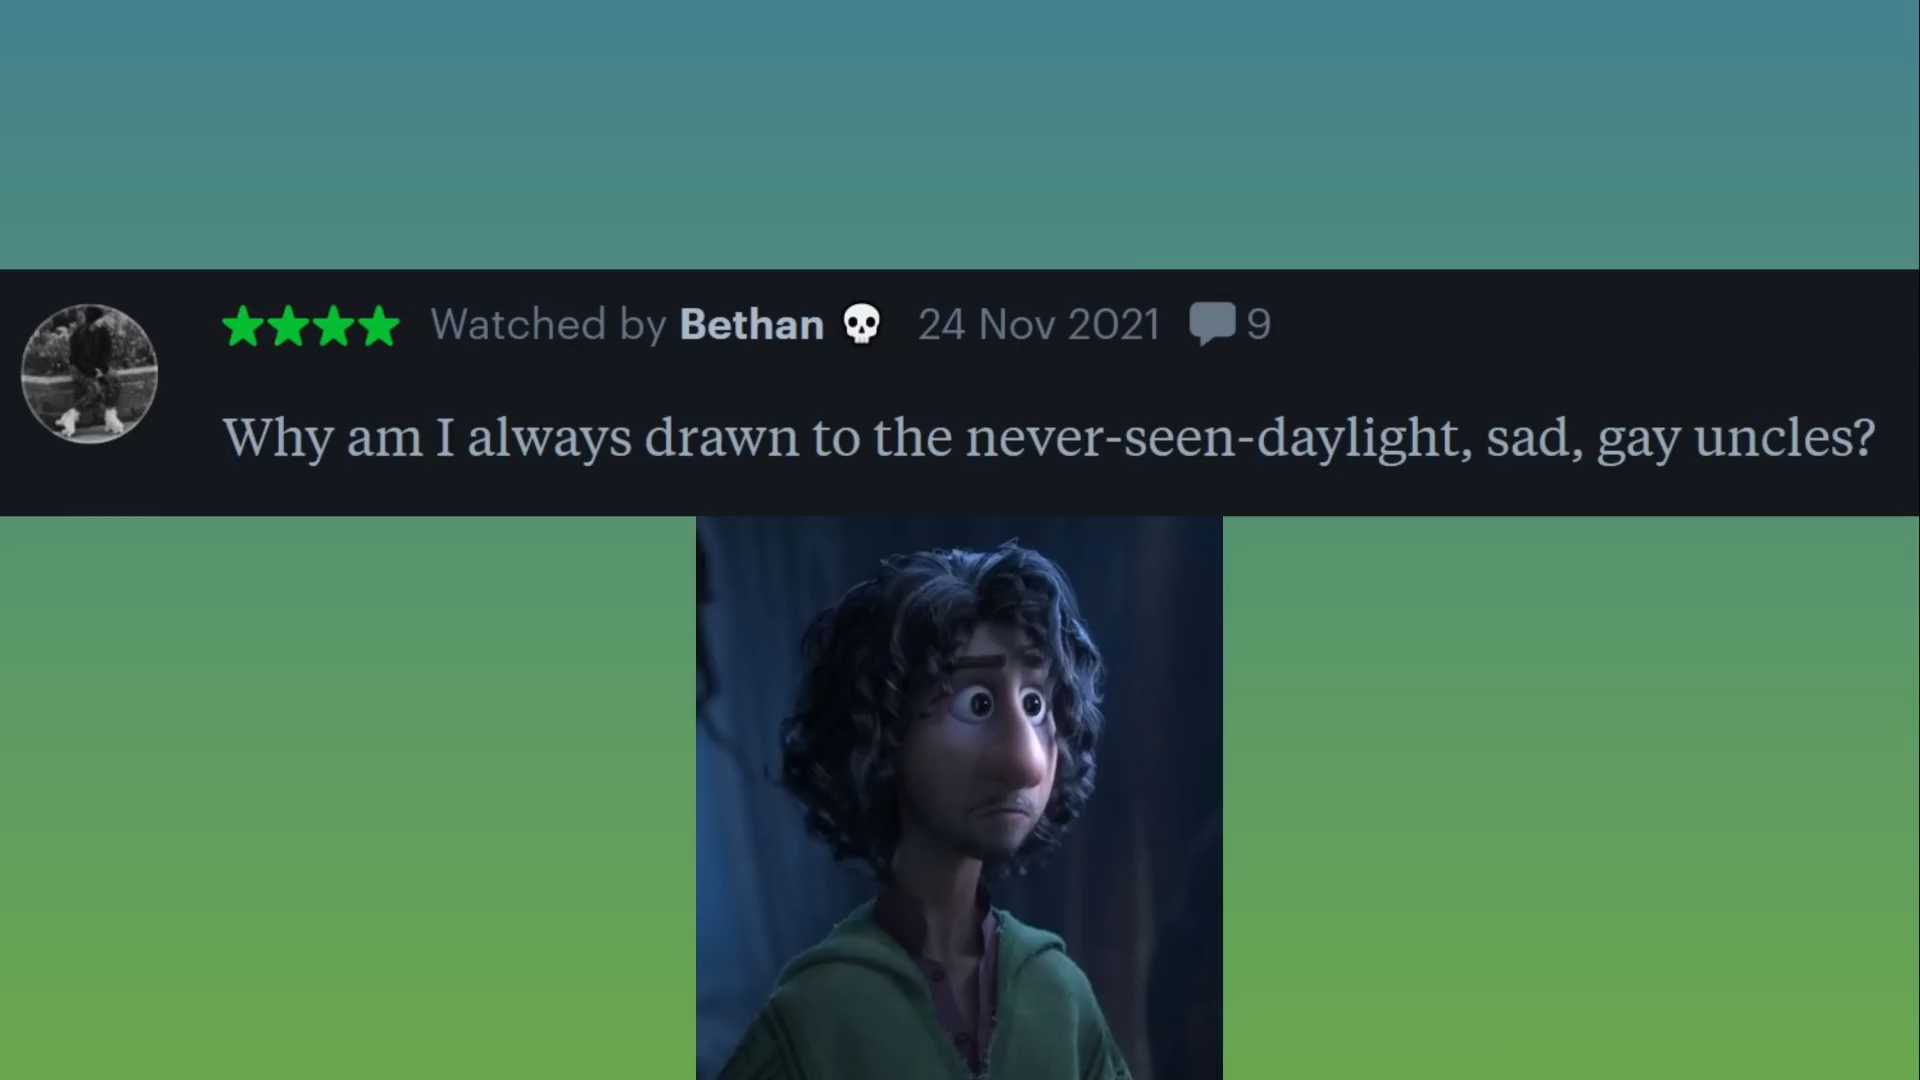 Watched by Bethan 💀 24 Nov 2021 9
Why am I always drawn to the never-seen-daylight, sad, gay uncles?